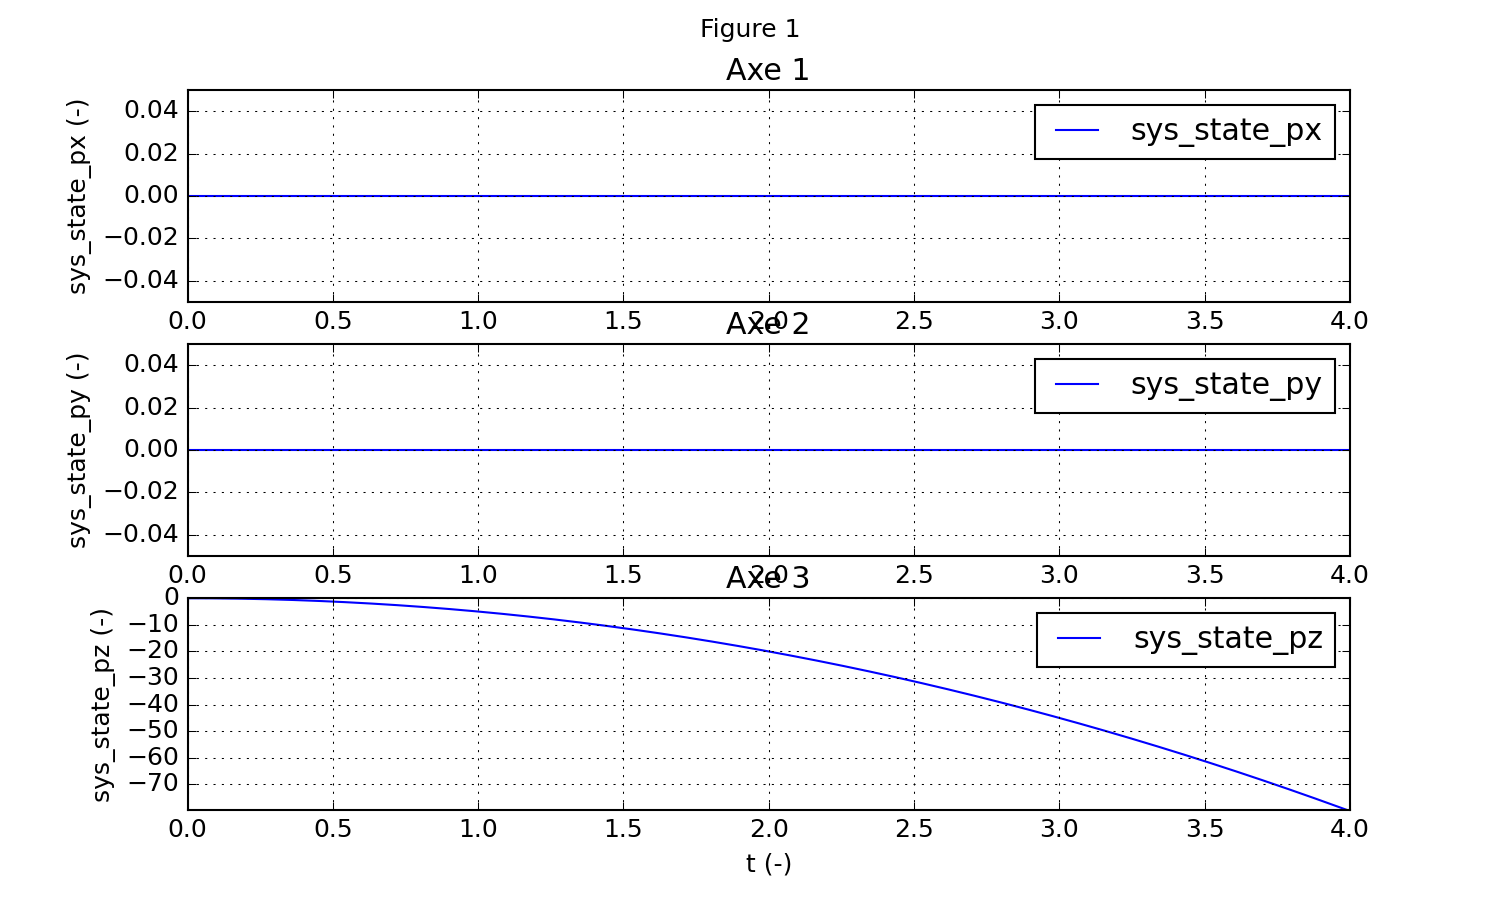 Figure 1
Axe 1
sys_state_px (-)
0.04
0.02
0.00
−0.02
−0.04
sys_state_px
0.0 0.5 1.0 1.5 2.0 2.5 3.0 3.5 4.0
Axe 2
sys_state_py (-)
0.04
0.02
0.00
−0.02
−0.04
sys_state_py
0.0 0.5 1.0 1.5 2.0 2.5 3.0 3.5 4.0
Axe 3
sys_state_pz (-)
0
−10
−20
−30
−40
−50
−60
−70
sys_state_pz
0.0 0.5 1.0 1.5 2.0 2.5 3.0 3.5 4.0
t (-)